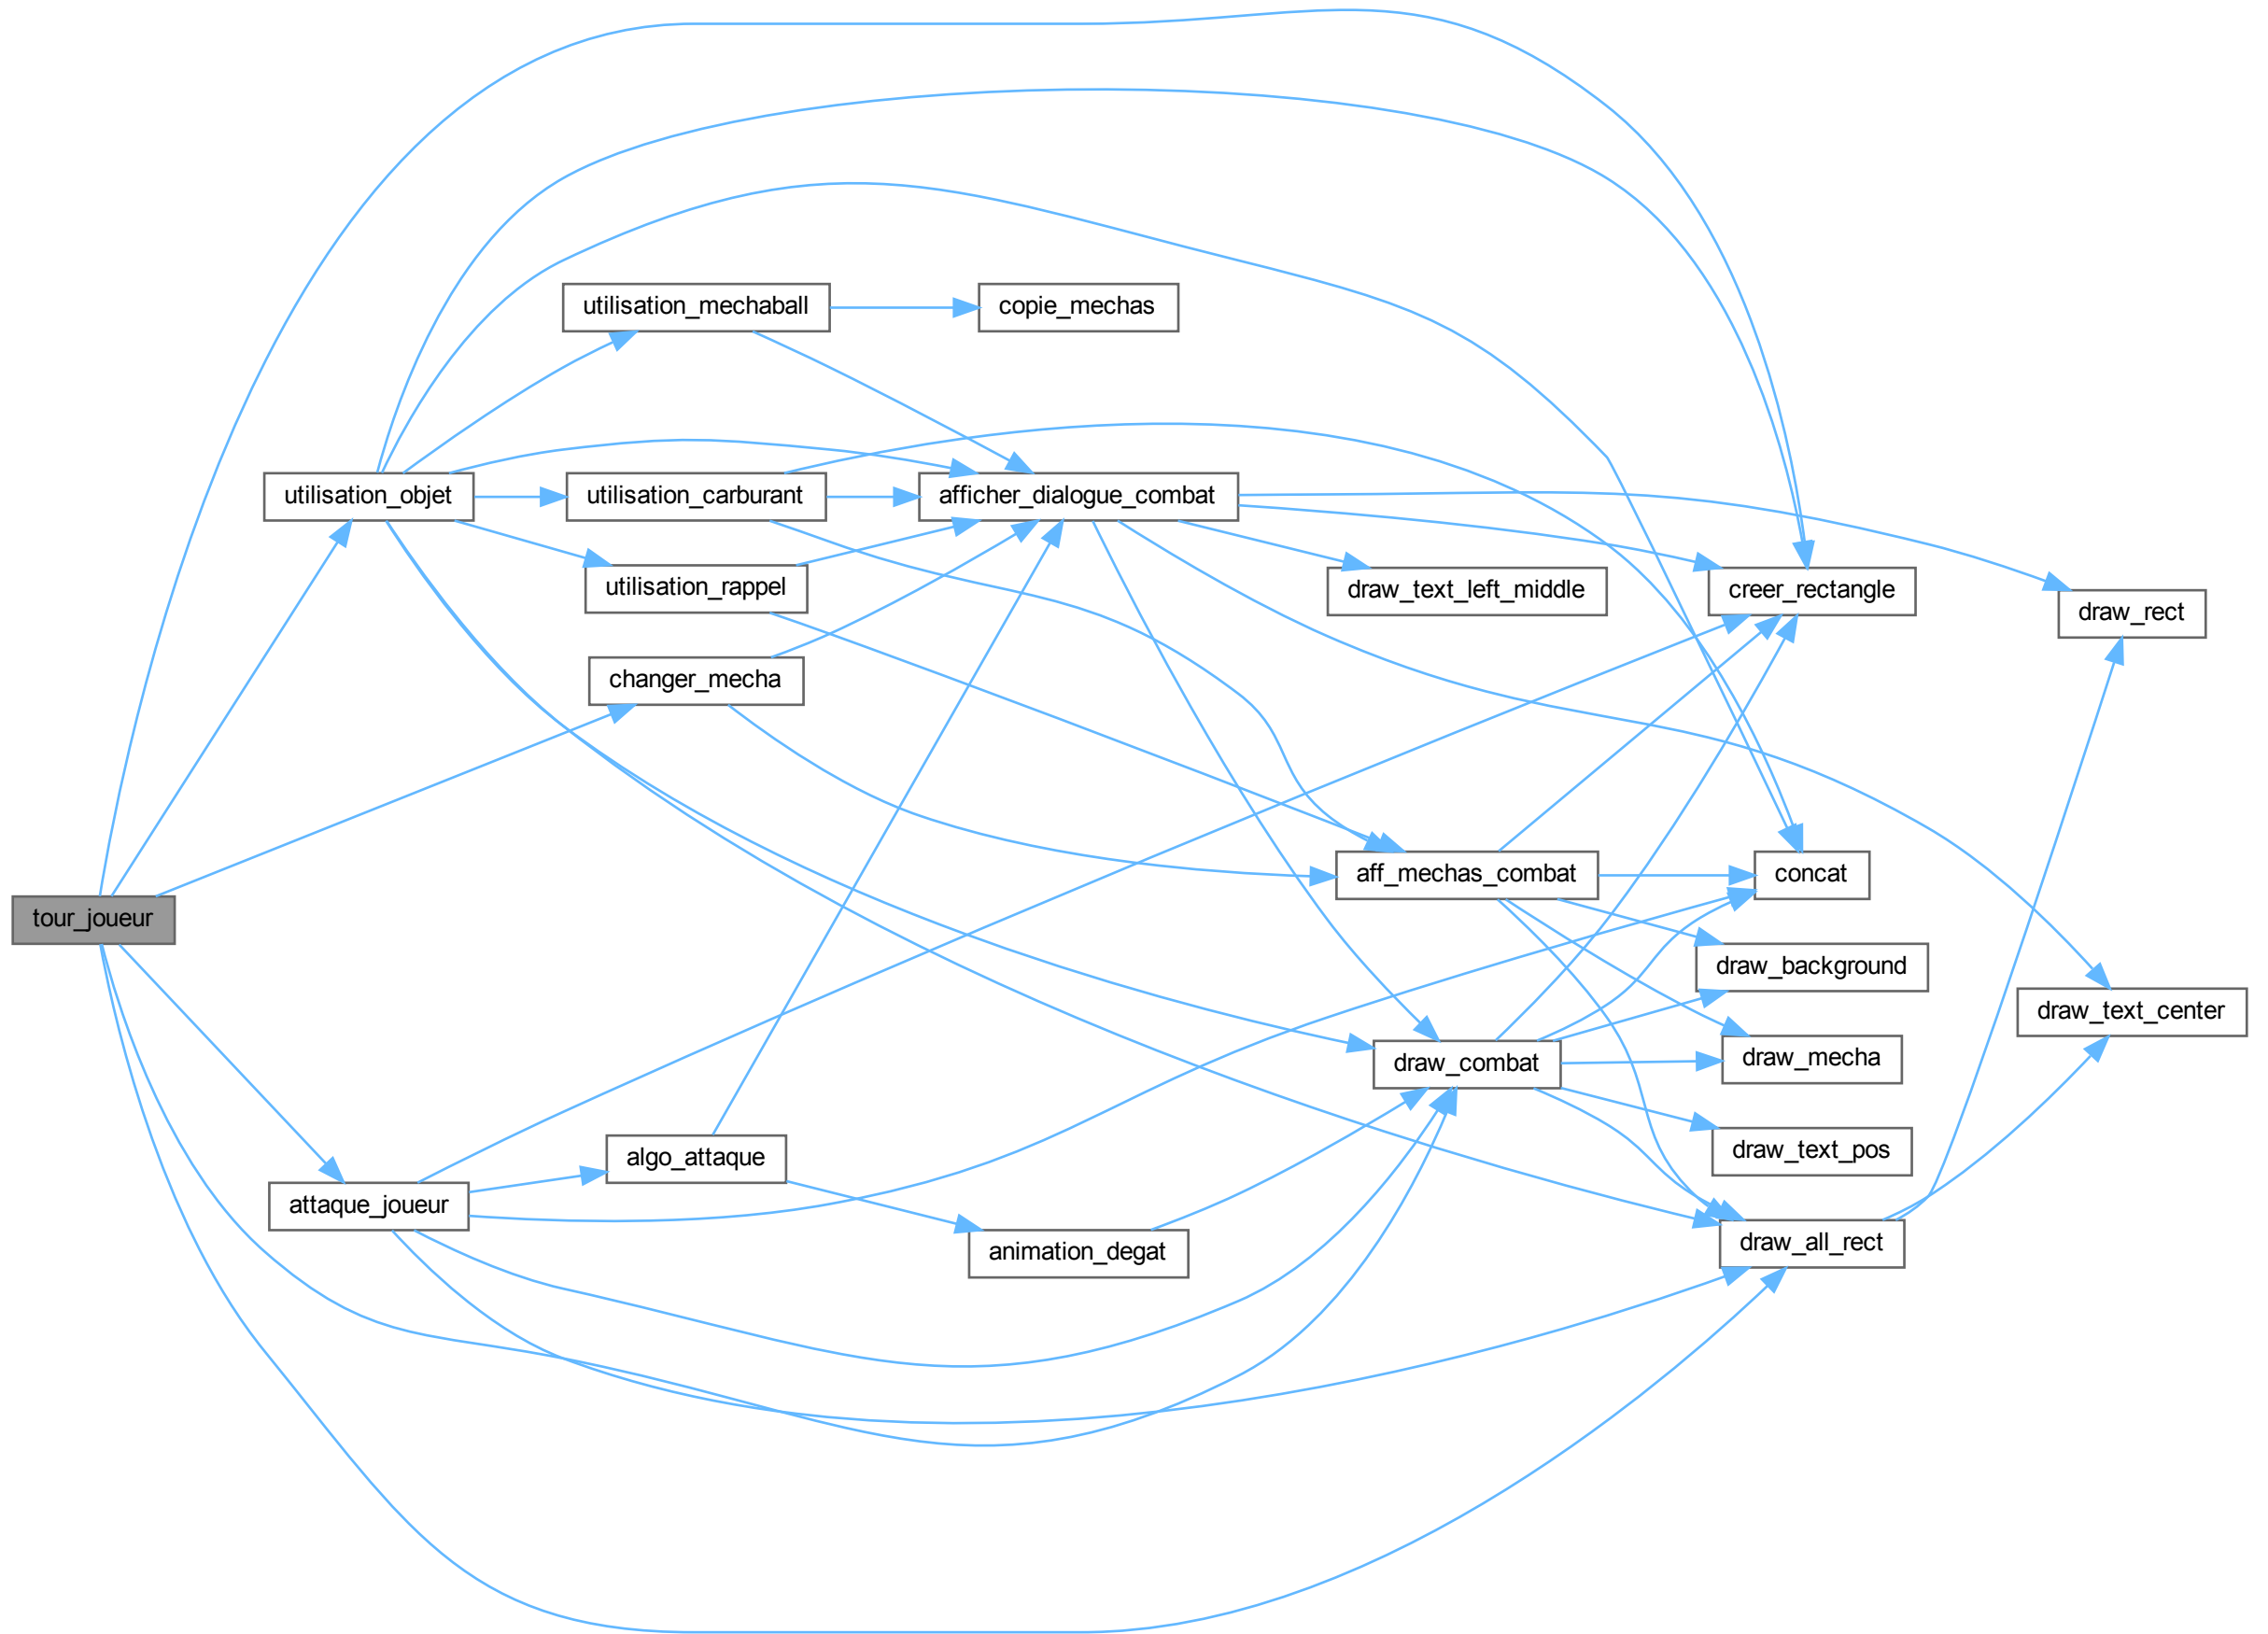 tour_joueur
utilisation_objet
attaque_joueur
utilisation_mechaball
utilisation_carburant
utilisation_rappel
changer_mecha
algo_attaque
copie_mechas
afficher_dialogue_combat
animation_degat
draw_text_left_middle
aff_mechas_combat
draw_combat
creer_rectangle
concat
draw_background
draw_mecha
draw_text_pos
draw_all_rect
draw_rect
draw_text_center